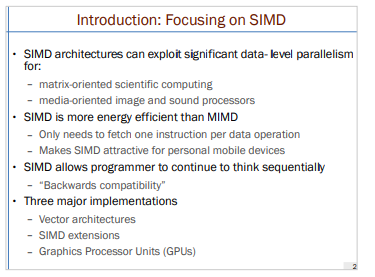 Introduction: Focusing on SIMD
• SIMD architectures can exploit significant data- level parallelism
for:
– matrix-oriented scientific computing
– media-oriented image and sound processors
• SIMD is more energy efficient than MIMD
– Only needs to fetch one instruction per data operation
– Makes SIMD attractive for personal mobile devices
• SIMD allows programmer to continue to think sequentially
– “Backwards compatibility”
• Three major implementations
– Vector architectures
– SIMD extensions
– Graphics Processor Units (GPUs)
2